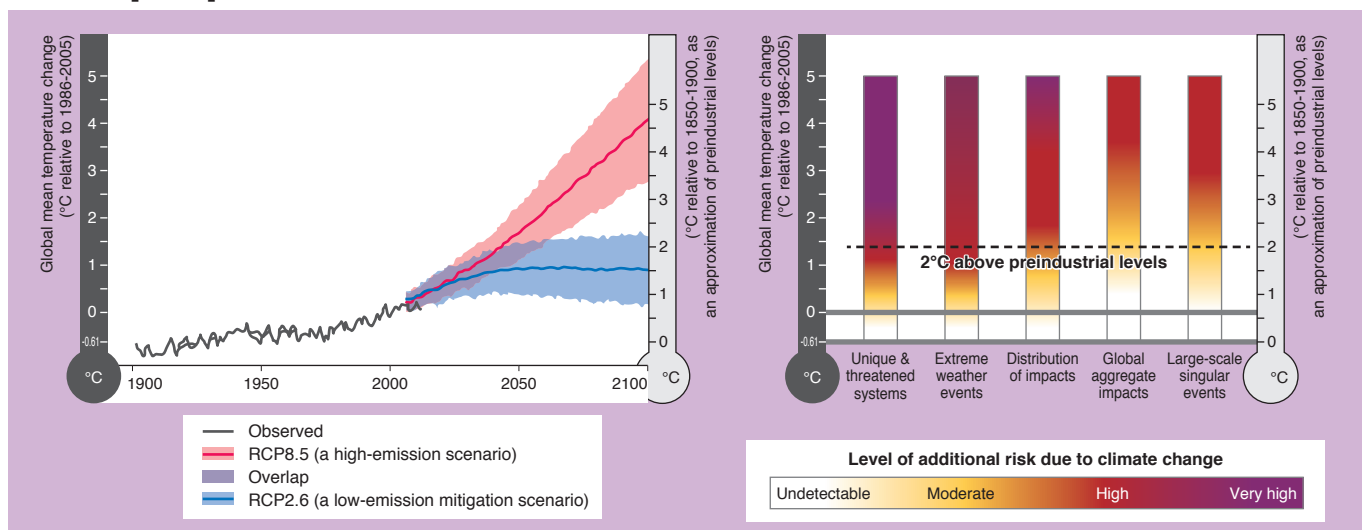 Global mean temperature change
(°C relative to 1986-2005)
5
4
3
2
1
0
-0.61
°C
1900
1950
2000
2050
2100
(°C relative to 1850-1900, as
an approximation of preindustrial levels)
5
4
3
2
1
0
°C
Observed
RCP8.5 (a high-emission scenario)
Overlap
RCP2.6 (a low-emission mitigation scenario)
Global mean temperature change
(°C relative to 1986-2005)
5
4
3
2
1
0
-0.61
°C
2°C above preindustrial levels
Unique &
threatened
systems
Extreme
weather
events
Distribution
of impacts
Global
aggregate
impacts
Large-scale
singular
events
(°C relative to 1850-1900, as
an approximation of preindustrial levels)
5
4
3
2
1
0
°C
Level of additional risk due to climate change
Undetectable
Moderate
High
Very high